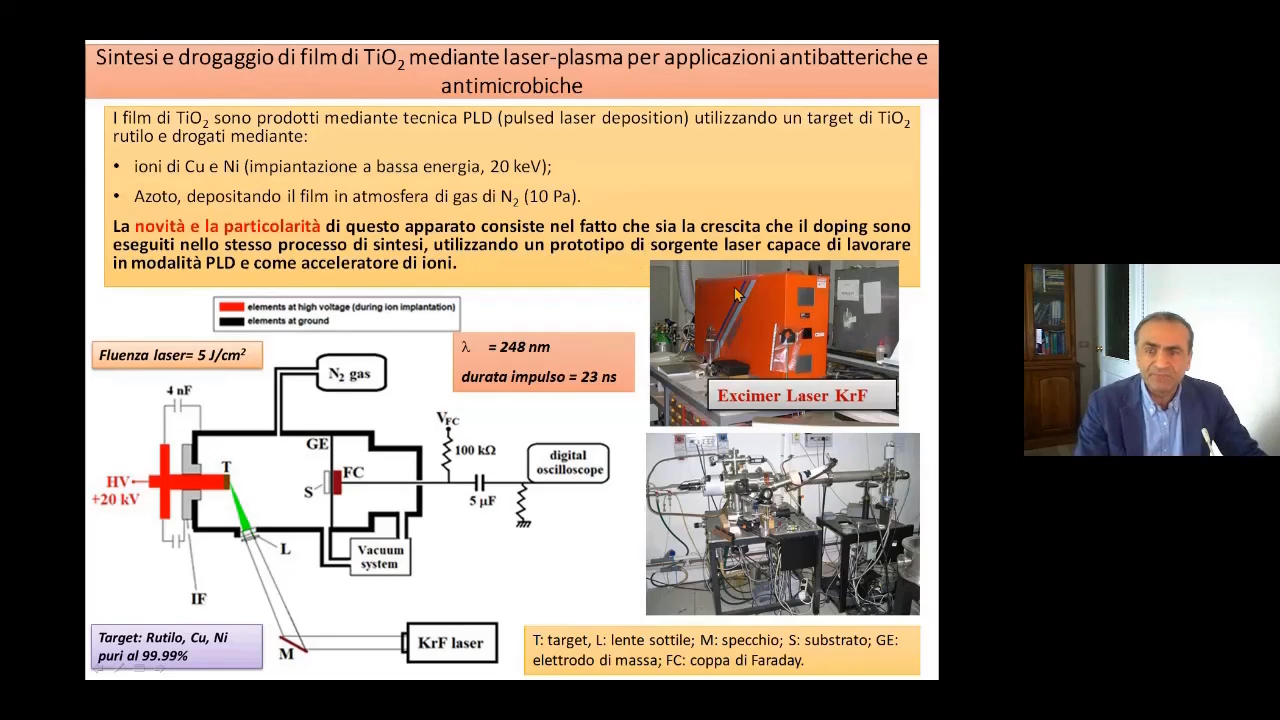 Sintesi e drogaggio di film di TiO₂ mediante laser-plasma per applicazioni antibatteriche e
antimicrobiche
I film di TiO₂ sono prodotti mediante tecnica PLD (pulsed laser deposition) utilizzando un target di TiO₂
rutilo e drogati mediante:
• ioni di Cu e Ni (impiantazione a bassa energia, 20 keV);
• Azoto, depositando il film in atmosfera di gas di N₂ (10 Pa).
La novità e la particolarità di questo apparato consiste nel fatto che sia la crescita che il doping sono
eseguiti nello stesso processo di sintesi, utilizzando un prototipo di sorgente laser capace di lavorare
in modalità PLD e come acceleratore di ioni.
elements at high voltage (during ion implantation)
elements at ground
Fluenza laser= 5 J/cm²
λ = 248 nm
durata impulso = 23 ns
Excimer Laser KrF
N₂ gas
4 nF
GE
V_FC
100 kΩ
digital
oscilloscope
T
FC
S
HV
+20 kV
5 µF
L
Vacuum
system
IF
KrF laser
M
Target: Rutilo, Cu, Ni
puri al 99.99%
T: target, L: lente sottile; M: specchio; S: substrato; GE:
elettrodo di massa; FC: coppa di Faraday.